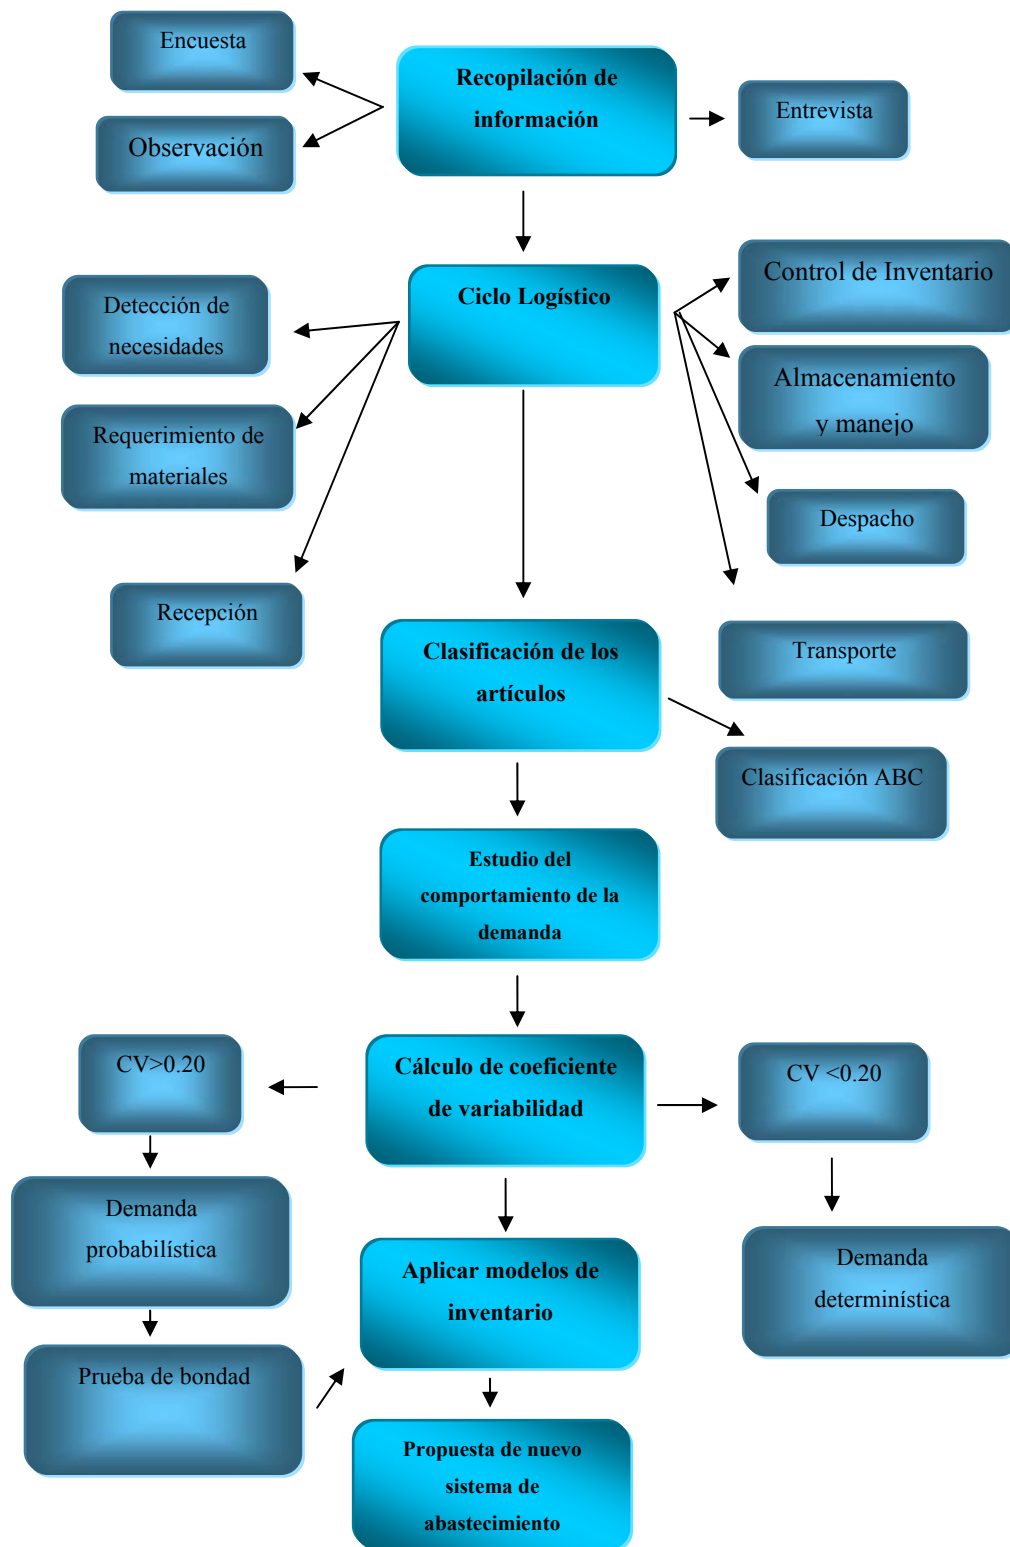 Encuesta
Recopilación de
información
Entrevista
Observación
Ciclo Logístico
Control de Inventario
Detección de
necesidades
Almacenamiento
y manejo
Requerimiento de
materiales
Despacho
Recepción
Clasificación de los
artículos
Transporte
Clasificación ABC
Estudio del
comportamiento de la
demanda
CV>0.20
Cálculo de coeficiente
de variabilidad
CV <0.20
Demanda
probabilística
Aplicar modelos de
inventario
Demanda
determinística
Prueba de bondad
Propuesta de nuevo
sistema de
abastecimiento